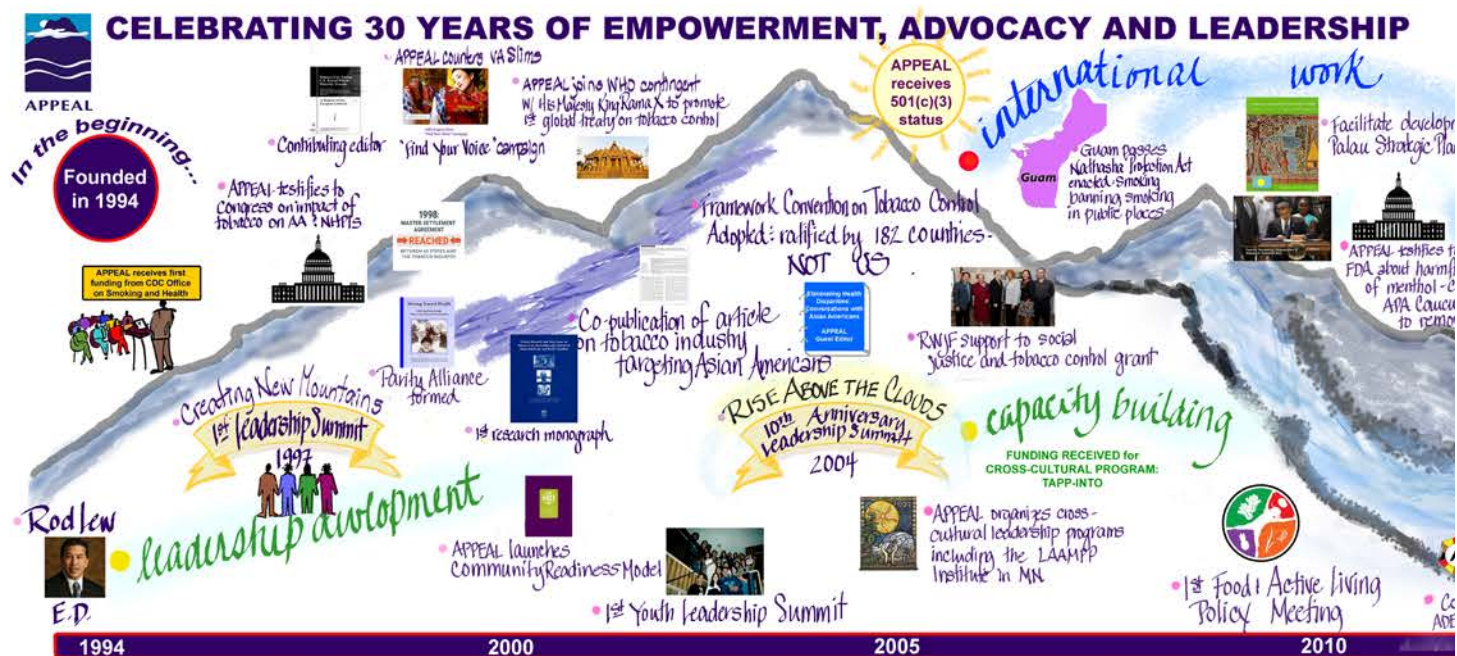 CELEBRATING 30 YEARS OF EMPOWERMENT, ADVOCACY AND LEADERSHIP
APPEAL
In the beginning...
Founded
in 1994
APPEAL receives first
funding from CDC Office
on Smoking and Health
APPEAL testifies to
Congress on impact of
tobacco on AA & NHPIs
Contributing editor
APPEAL counters VA Slims
"Find Your Voice" campaign
1998:
MASTER SETTLEMENT
AGREEMENT
REACHED
BETWEEN 46 STATES AND
THE TOBACCO INDUSTRY
APPEAL joins WHO contingent
w/ His Majesty King Rama X to promote
1st global treaty on tobacco control
APPEAL
receives
501(c)(3)
status
international work
Guam
Guam passes
Nathasha Protection Act
enacted-smoking
banning smoking
in public places-
Facilitate develop
Palau Strategic Pla
Framework Convention on Tobacco Control
Adopted & ratified by 182 countries-
NOT US
APPEAL testifies t
FDA about harmf
of menthol-c
APA Caucu
to remo
Creating New Mountains
1st Leadership Summit
1997
Parity Alliance
formed
1st research monograph
Co-publication of article
on tobacco industry
targeting Asian Americans
Eliminating Health
Disparities:
Conversations with
Asian Americans
APPEAL
Guest Editor
RWJF support to social
justice and tobacco control grant
RISE ABOVE THE CLOUDS
10th Anniversary
Leadership Summit
2004
capacity building
FUNDING RECEIVED for
CROSS-CULTURAL PROGRAM:
TAPP-INTO
Rod Lew
E.D.
leadership dvvlopment
APPEAL launches
Community Readiness Model
1st Youth Leadership Summit
APPEAL organizes cross-
cultural leadership programs
including the LAAMPP
Institute in MN
1st Food & Active Living
Policy Meeting
Co
ADE
1994
2000
2005
2010